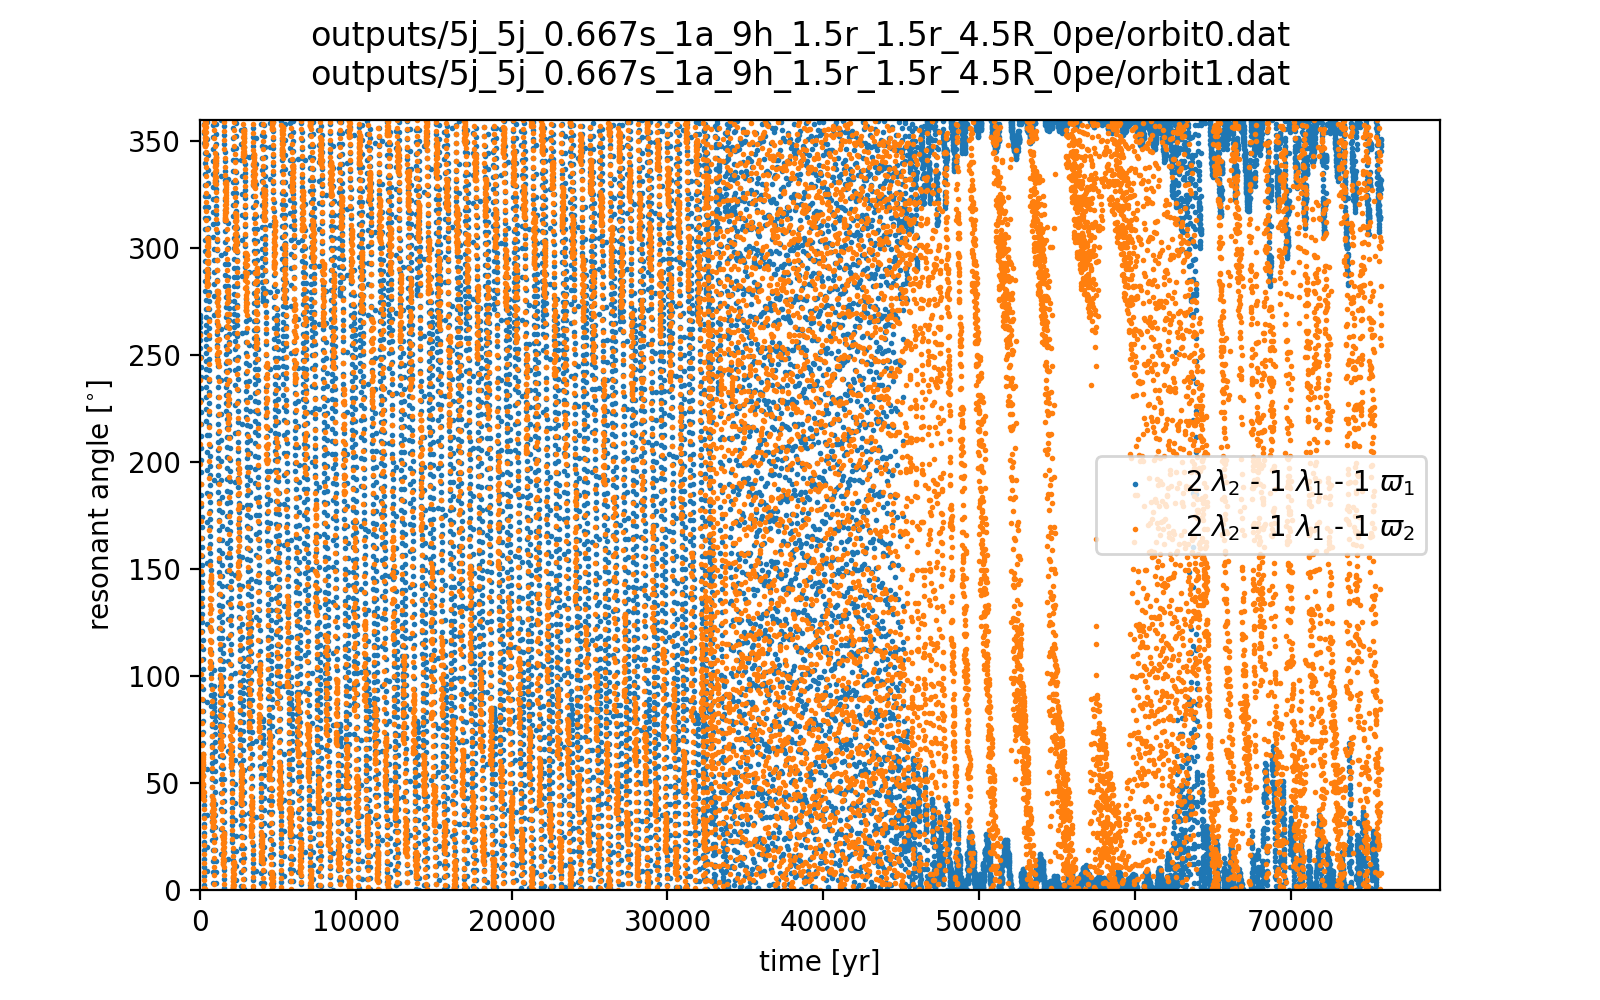 outputs/5j_5j_0.667s_1a_9h_1.5r_1.5r_4.5R_0pe/orbit0.dat
outputs/5j_5j_0.667s_1a_9h_1.5r_1.5r_4.5R_0pe/orbit1.dat
350
300
250
200
150
100
50
0
resonant angle [°]
2 λ₂ - 1 λ₁ - 1 ϖ₁
2 λ₂ - 1 λ₁ - 1 ϖ₂
0 10000 20000 30000 40000 50000 60000 70000
time [yr]